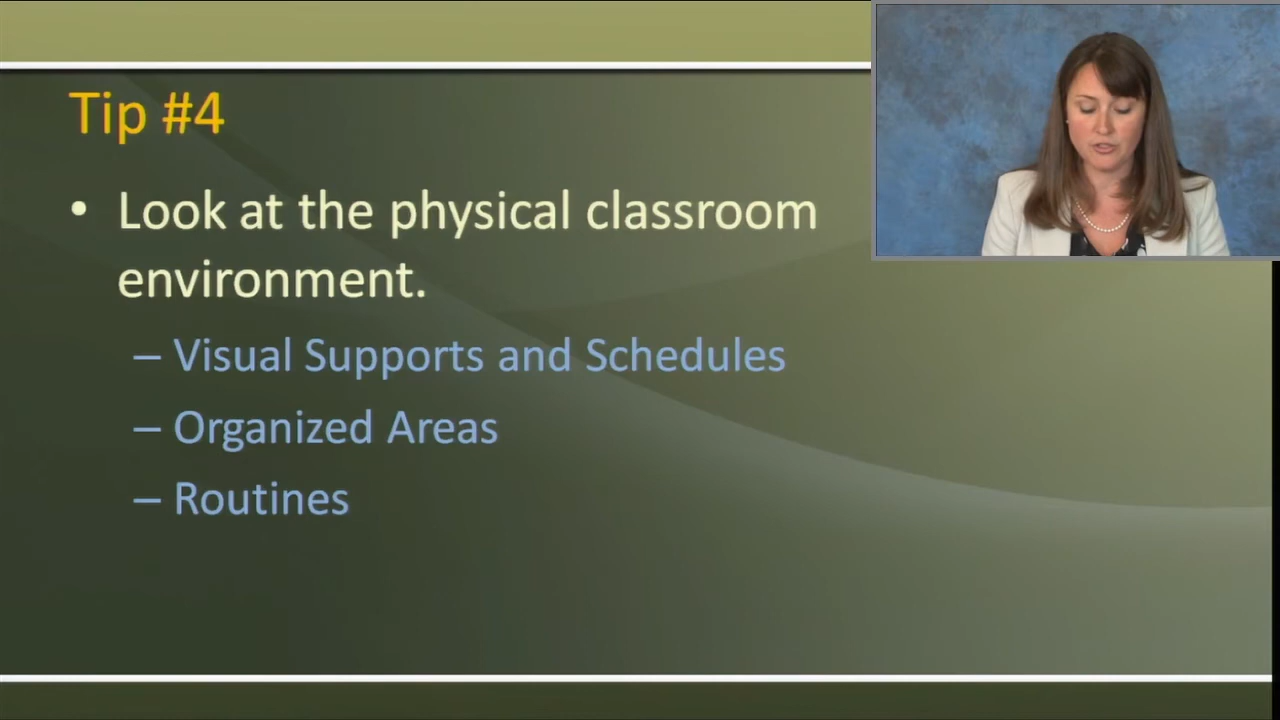 Tip #4
• Look at the physical classroom
environment.
– Visual Supports and Schedules
– Organized Areas
– Routines